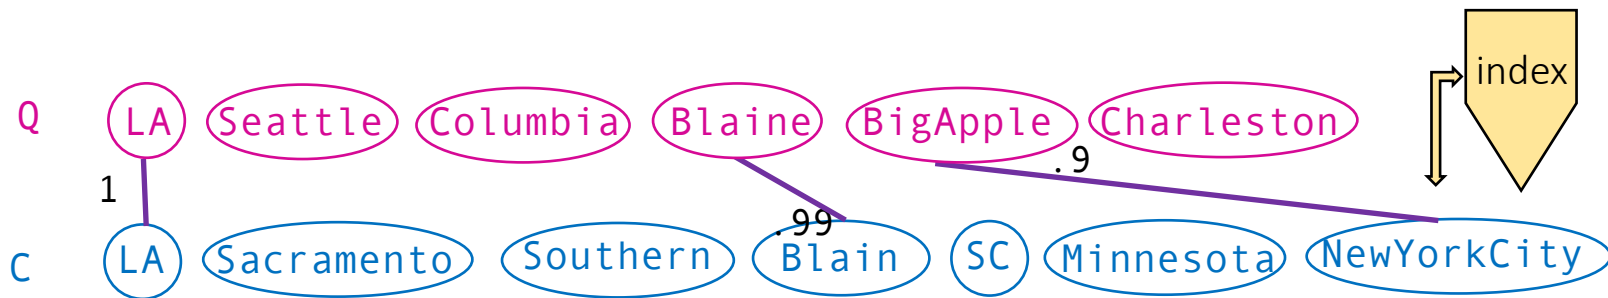 index
Q LA Seattle Columbia Blaine BigApple Charleston
.9
1
.99
C LA Sacramento Southern Blain SC Minnesota NewYorkCity